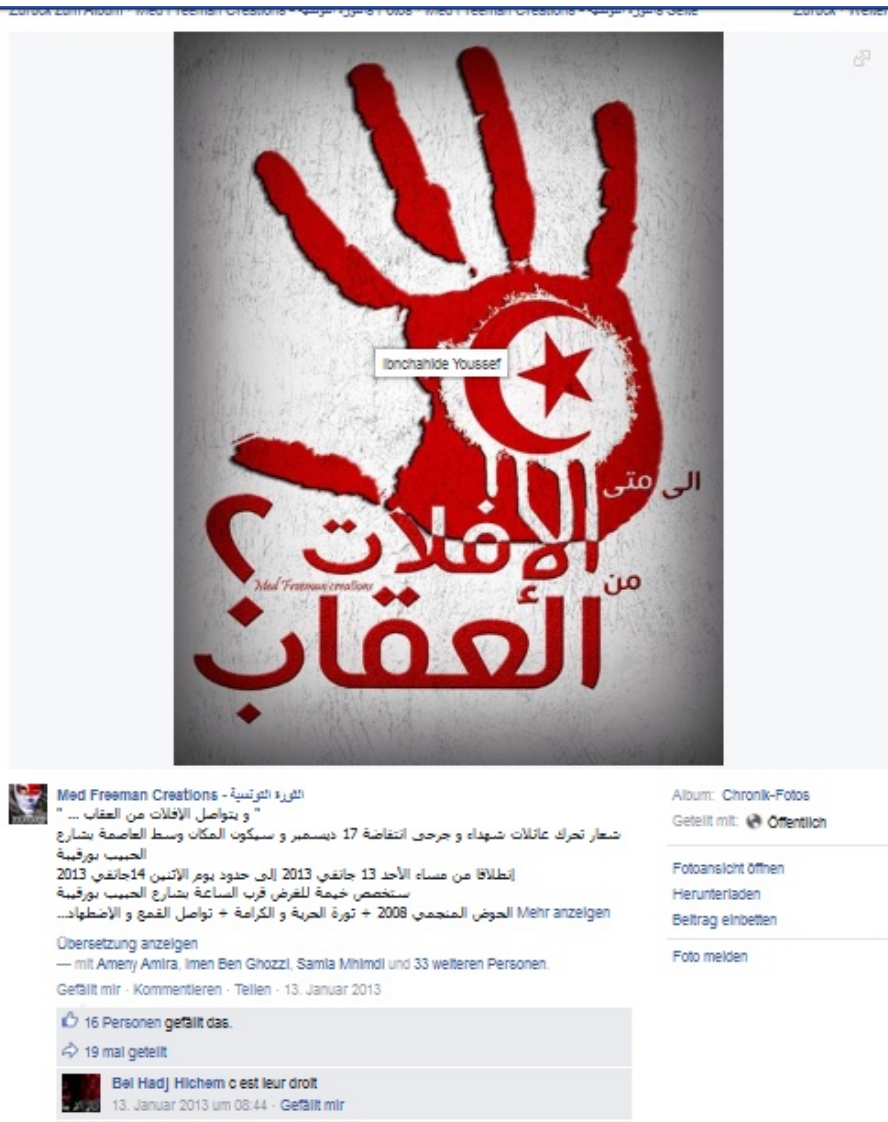 Ibnchahide Youssef
الى متى
الإفلات
من
العقاب
؟
Med Freeman creations
Med Freeman Creations - الثورة التونسية
" و يتواصل الإفلات من العقاب ... "
شعار تحرك عائلات شهداء و جرحى انتفاضة 17 ديسمبر و سيكون المكان وسط العاصمة بشارع
الحبيب بورقيبة
إنطلاقا من مساء الأحد 13 جانفي 2013 إلى حدود يوم الإثنين 14جانفي 2013
ستخصص خيمة للغرض قرب الساعة بشارع الحبيب بورقيبة
الحوض المنجمي 2008 + ثورة الحرية و الكرامة + تواصل القمع و الإضطهاد... Mehr anzeigen
Übersetzung anzeigen
— mit Ameny Amira, Imen Ben Ghozzi, Samia Mhimdi und 33 weiteren Personen.
Gefällt mir · Kommentieren · Teilen · 13. Januar 2013
16 Personen gefällt das.
19 mal geteilt
Bel Hadj Hichem c est leur droit
13. Januar 2013 um 08:44 · Gefällt mir
Album: Chronik-Fotos
Geteilt mit: Öffentlich
Fotoansicht öffnen
Herunterladen
Beitrag einbetten
Foto melden